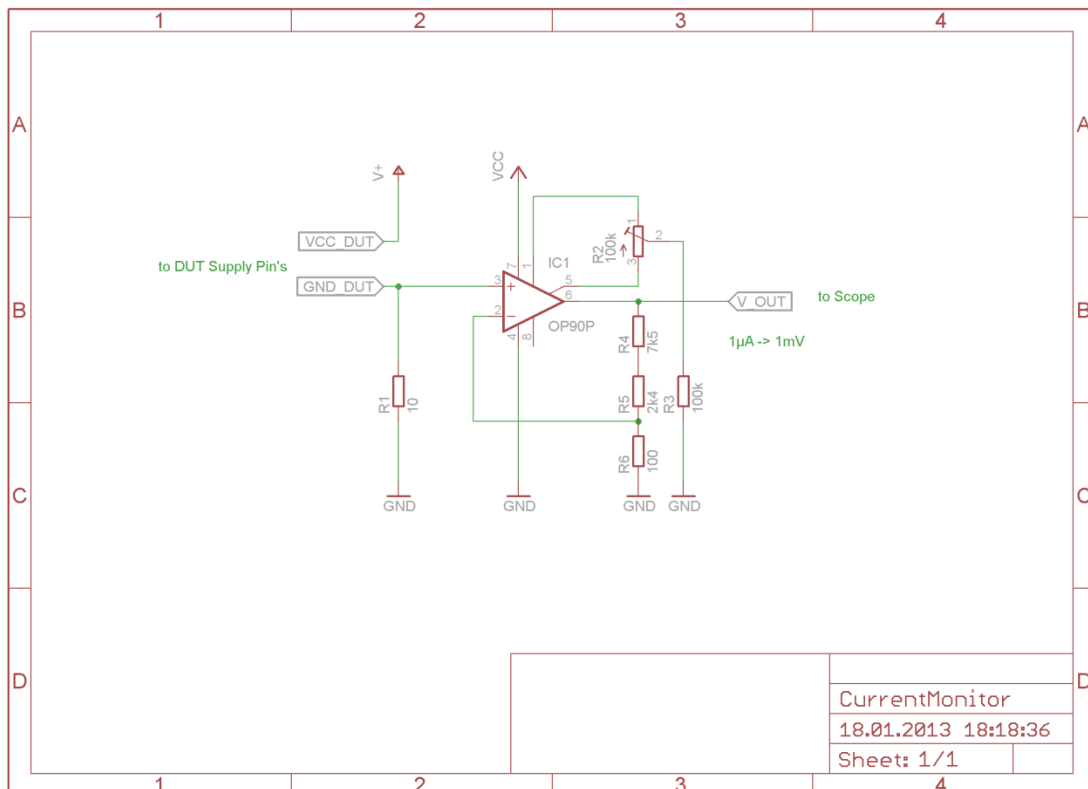 1 2 3 4
A A
V+
VCC
1
R2
100k
2
3
VCC_DUT
to DUT Supply Pin's
GND_DUT
7 1
IC1
3
+
5
6
2
-
4 8
OP90P
V_OUT
to Scope
B B
1µA -> 1mV
R4
7k5
R1
10
R5
2k4
R3
100k
R6
100
C C
GND GND GND GND
D D
CurrentMonitor
18.01.2013 18:18:36
Sheet: 1/1
1 2 3 4